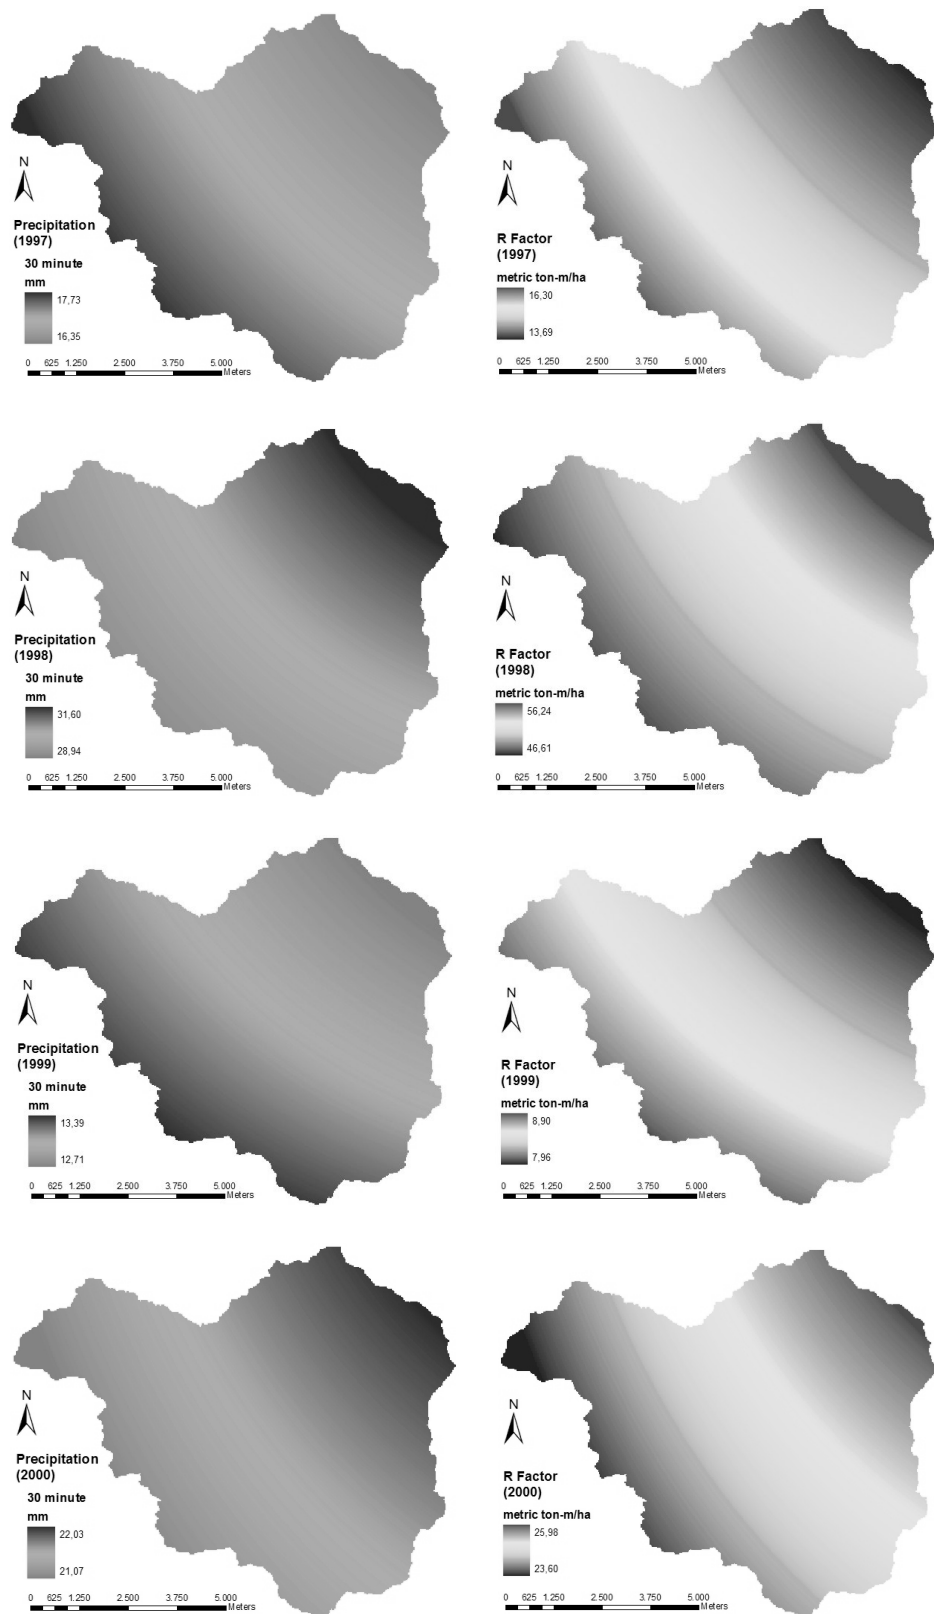 N
Precipitation
(1997)
30 minute
mm
17,73
16,35
0 625 1.250 2.500 3.750 5.000
Meters
N
R Factor
(1997)
metric ton-m/ha
16,30
13,69
0 625 1.250 2.500 3.750 5.000
Meters
N
Precipitation
(1998)
30 minute
mm
31,60
28,94
0 625 1.250 2.500 3.750 5.000
Meters
N
R Factor
(1998)
metric ton-m/ha
56,24
46,61
0 625 1.250 2.500 3.750 5.000
Meters
N
Precipitation
(1999)
30 minute
mm
13,39
12,71
0 625 1.250 2.500 3.750 5.000
Meters
N
R Factor
(1999)
metric ton-m/ha
8,90
7,96
0 625 1.250 2.500 3.750 5.000
Meters
N
Precipitation
(2000)
30 minute
mm
22,03
21,07
0 625 1.250 2.500 3.750 5.000
Meters
N
R Factor
(2000)
metric ton-m/ha
25,98
23,60
0 625 1.250 2.500 3.750 5.000
Meters